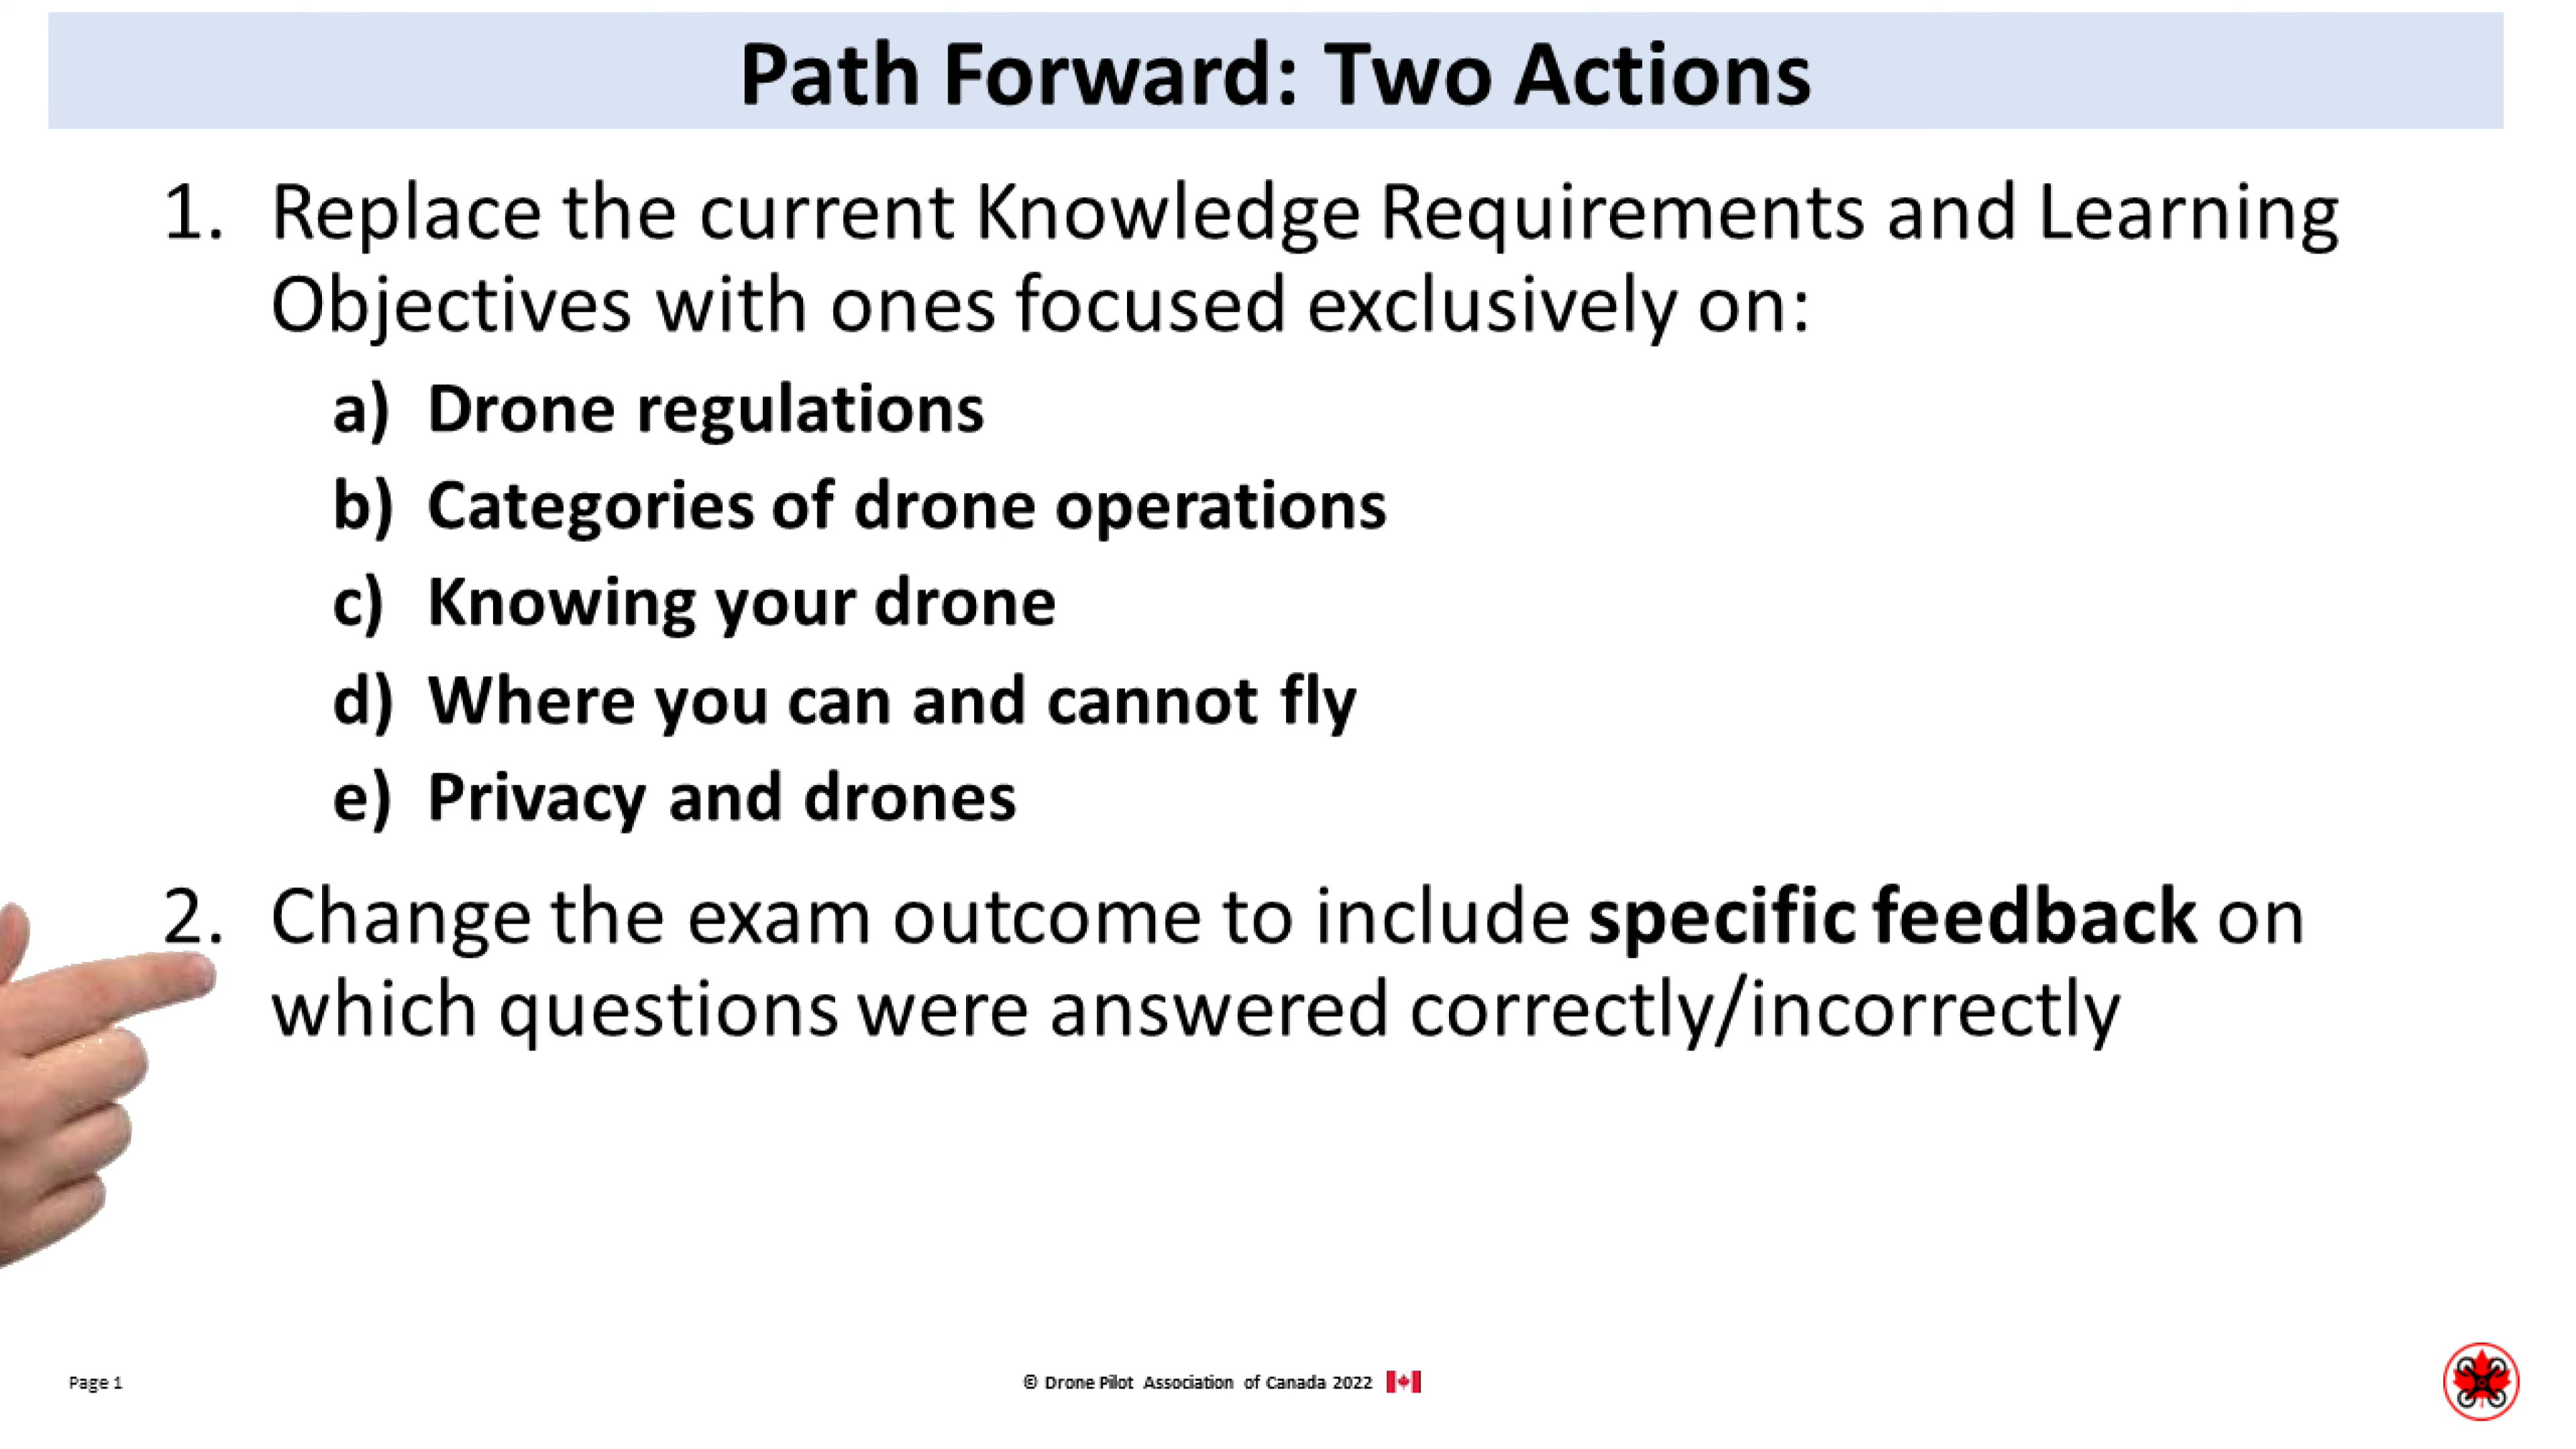 Path Forward: Two Actions
1. Replace the current Knowledge Requirements and Learning
Objectives with ones focused exclusively on:
a) Drone regulations
b) Categories of drone operations
c) Knowing your drone
d) Where you can and cannot fly
e) Privacy and drones
2. Change the exam outcome to include specific feedback on
which questions were answered correctly/incorrectly
Page 1
© Drone Pilot Association of Canada 2022